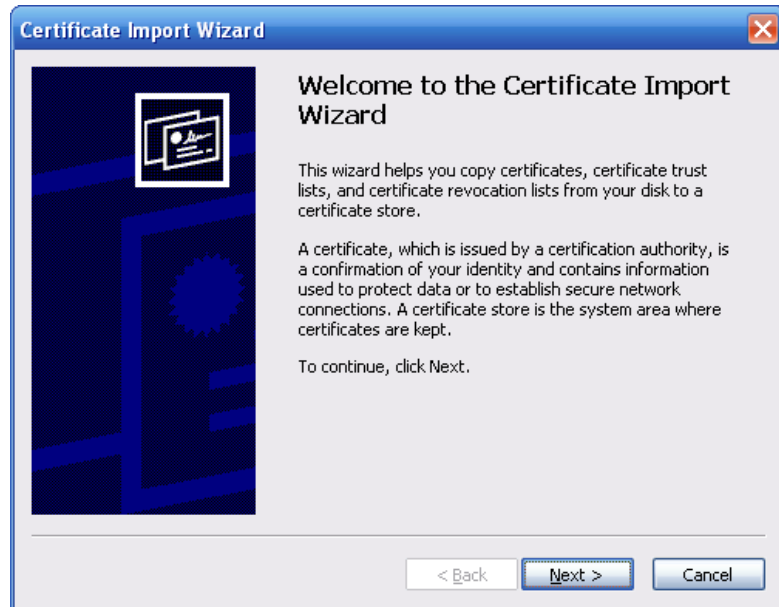 Certificate Import Wizard
Welcome to the Certificate Import
Wizard
This wizard helps you copy certificates, certificate trust
lists, and certificate revocation lists from your disk to a
certificate store.
A certificate, which is issued by a certification authority, is
a confirmation of your identity and contains information
used to protect data or to establish secure network
connections. A certificate store is the system area where
certificates are kept.
To continue, click Next.
< Back
Next >
Cancel